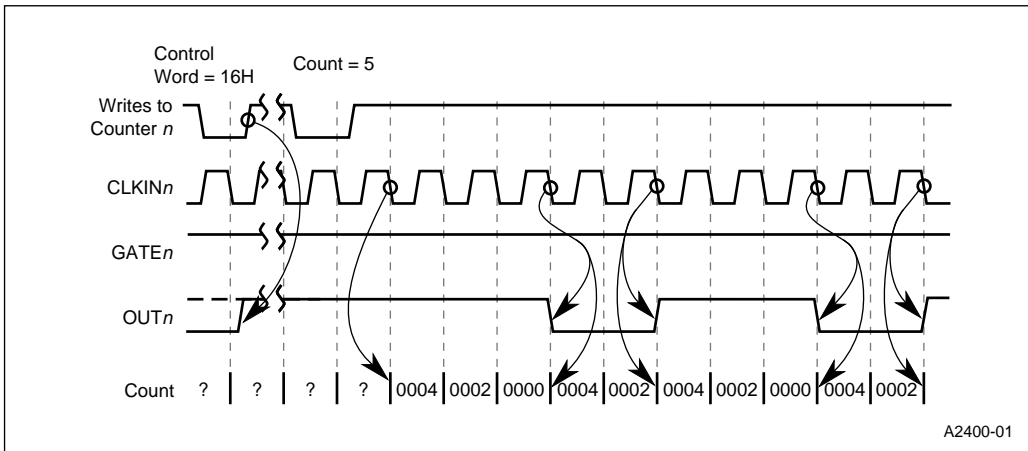 Control
Word = 16H
Count = 5
Writes to
Counter n
CLKINn
GATEn
OUTn
Count ? ? ? ? 0004 0002 0000 0004 0002 0004 0002 0000 0004 0002
A2400-01